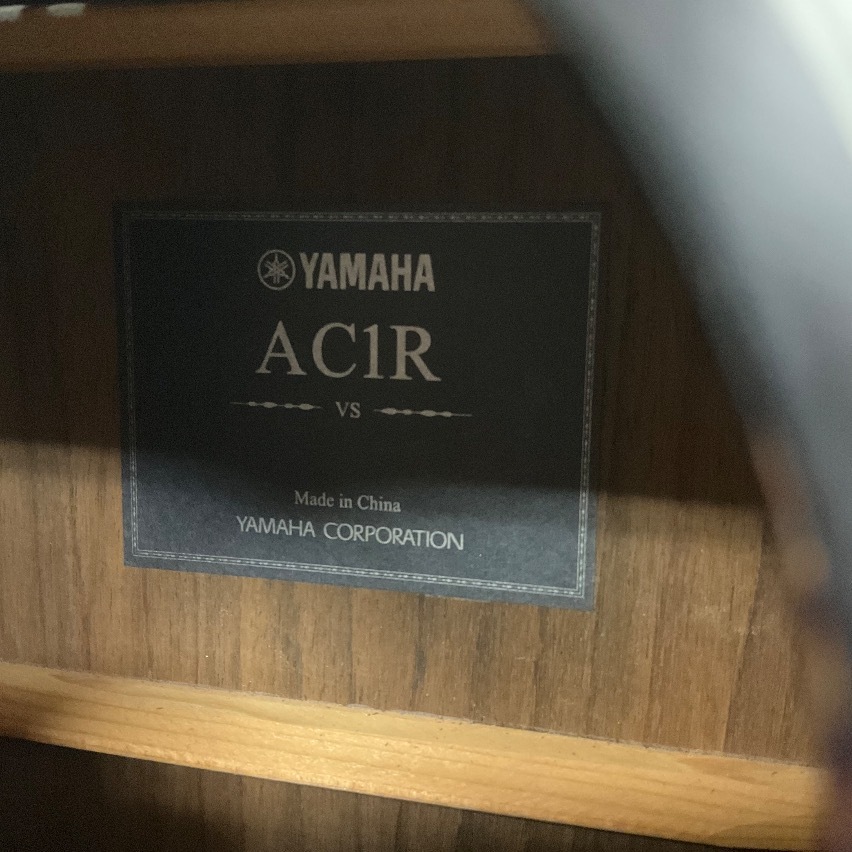 YAMAHA
AC1R
VS
Made in China
YAMAHA CORPORATION